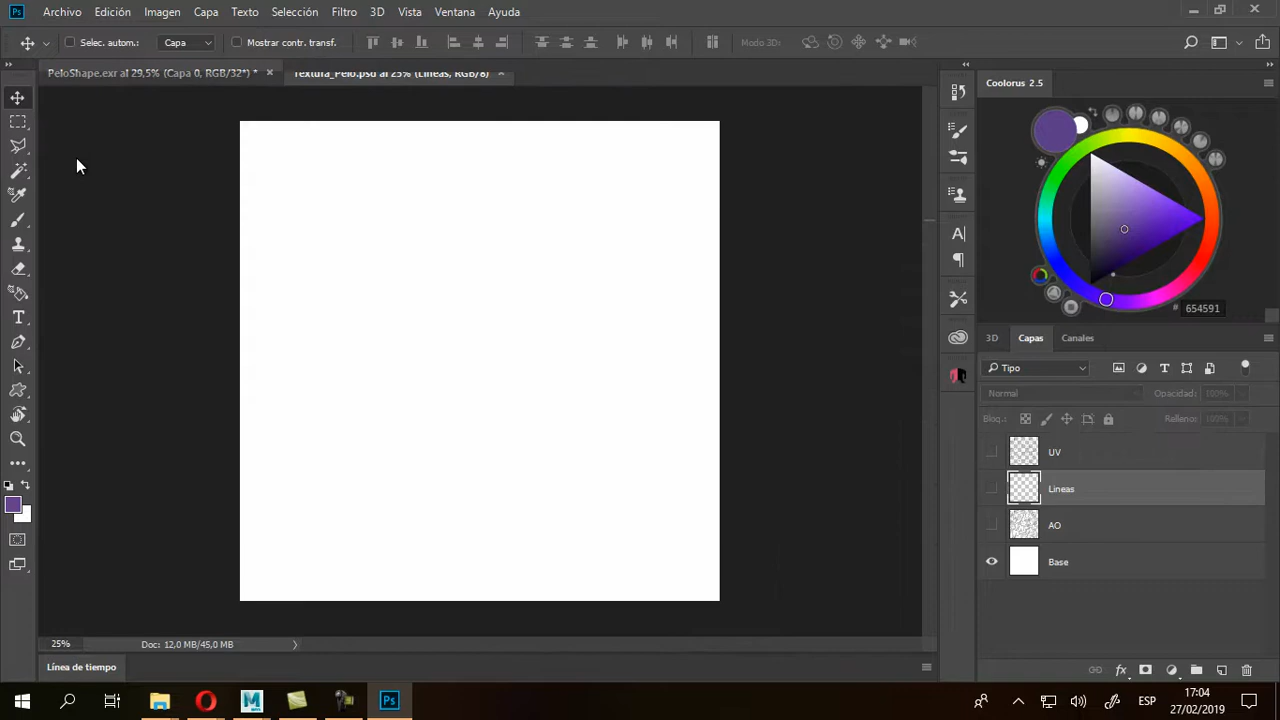 Ps Archivo Edición Imagen Capa Texto Selección Filtro 3D Vista Ventana Ayuda
Selec. autom.: Capa Mostrar contr. transf. Modo 3D:
PeloShape.exr al 29,5% (Capa 0, RGB/32*) * × Textura_Pelo.psd al 25% (Lineas, RGB/8) ×
Coolorus 2.5
# 654591
3D Capas Canales
Tipo
Normal Opacidad: 100%
Bloq.: Relleno: 100%
UV
Lineas
AO
Base
25% Doc: 12,0 MB/45,0 MB
Línea de tiempo
M Ps ESP 17:04
27/02/2019